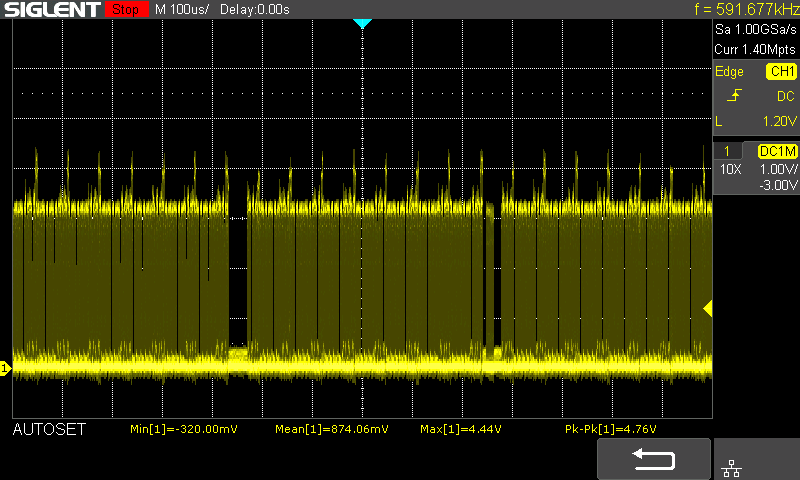 SIGLENT Stop M 100us/ Delay:0.00s f = 591.677kHz
Sa 1.00GSa/s
Curr 1.40Mpts
Edge CH1
DC
L 1.20V
1 DC1M
10X 1.00V/
-3.00V
1
AUTOSET Min[1]=-320.00mV Mean[1]=874.06mV Max[1]=4.44V Pk-Pk[1]=4.76V